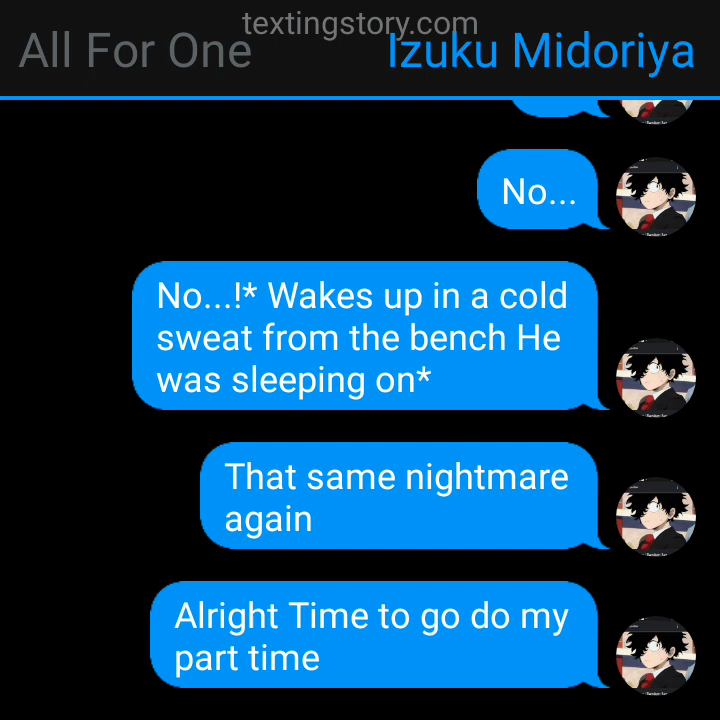 textingstory.com
All For One
Izuku Midoriya
No...
No...!* Wakes up in a cold
sweat from the bench He
was sleeping on*
That same nightmare
again
Alright Time to go do my
part time